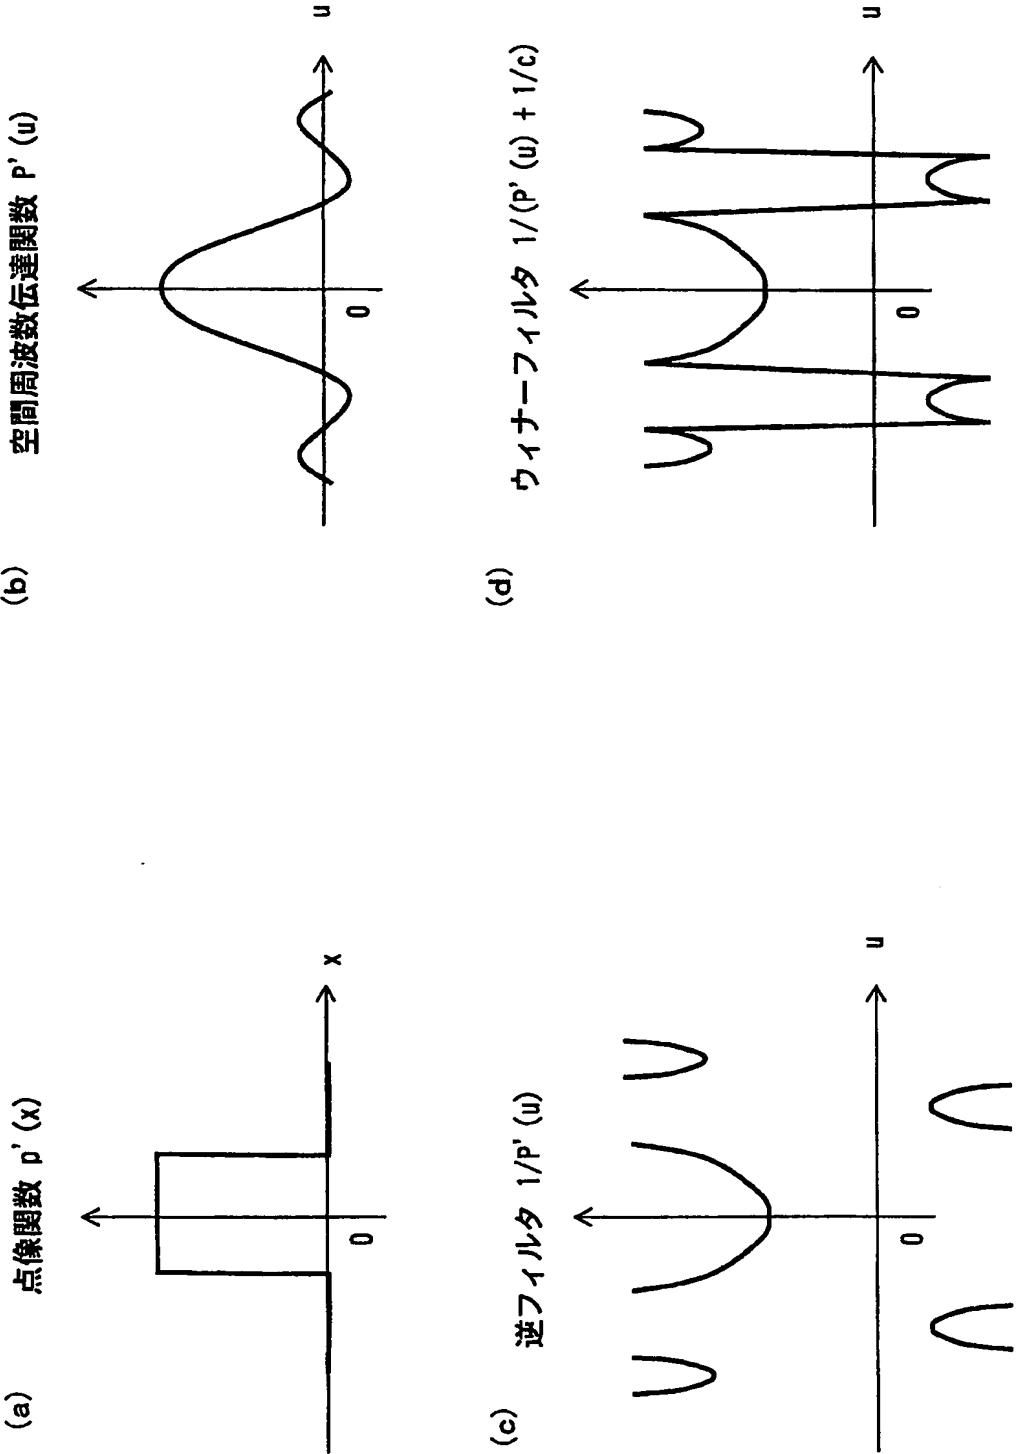 (a)
点像関数 p'(x)
x
0
(b)
空間周波数伝達関数 P'(u)
u
0
(c)
逆フィルタ 1/P'(u)
u
0
(d)
ウィナーフィルタ 1/(P'(u) + 1/c)
u
0